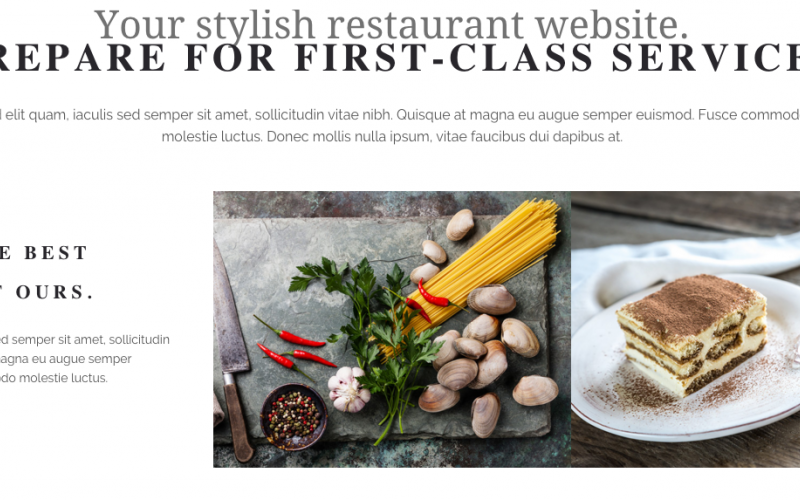 Your stylish restaurant website.
REPARE FOR FIRST-CLASS SERVICE
elit quam, iaculis sed semper sit amet, sollicitudin vitae nibh. Quisque at magna eu augue semper euismod. Fusce commodo
molestie luctus. Donec mollis nulla ipsum, vitae faucibus dui dapibus at.
E BEST
OURS.
ed semper sit amet, sollicitudin
magna eu augue semper
odo molestie luctus.